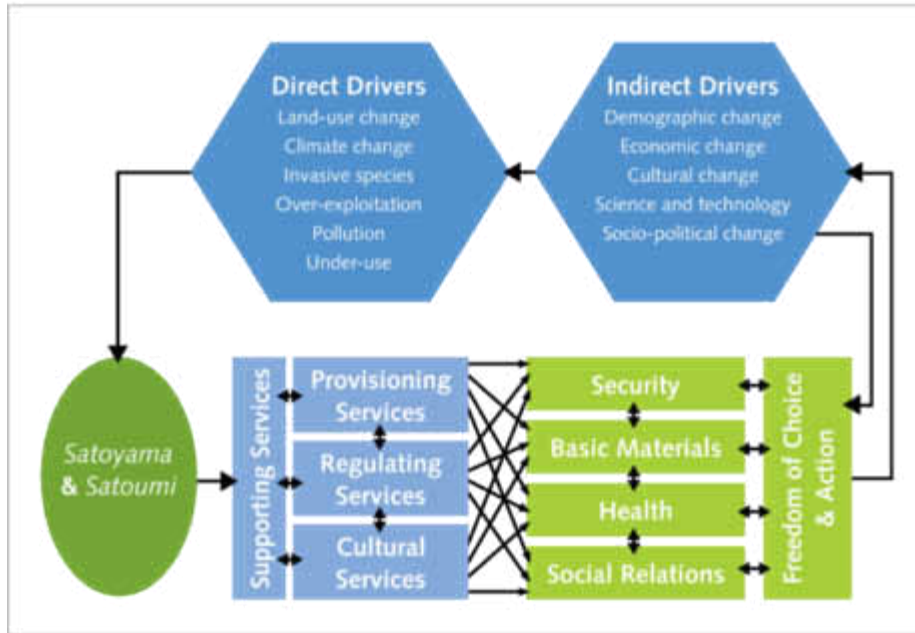 Direct Drivers
Land-use change
Climate change
Invasive species
Over-exploitation
Pollution
Under-use
Indirect Drivers
Demographic change
Economic change
Cultural change
Science and technology
Socio-political change
Satoyama
& Satoumi
Supporting Services
Provisioning
Services
Regulating
Services
Cultural
Services
Security
Basic Materials
Health
Social Relations
Freedom of Choice
& Action